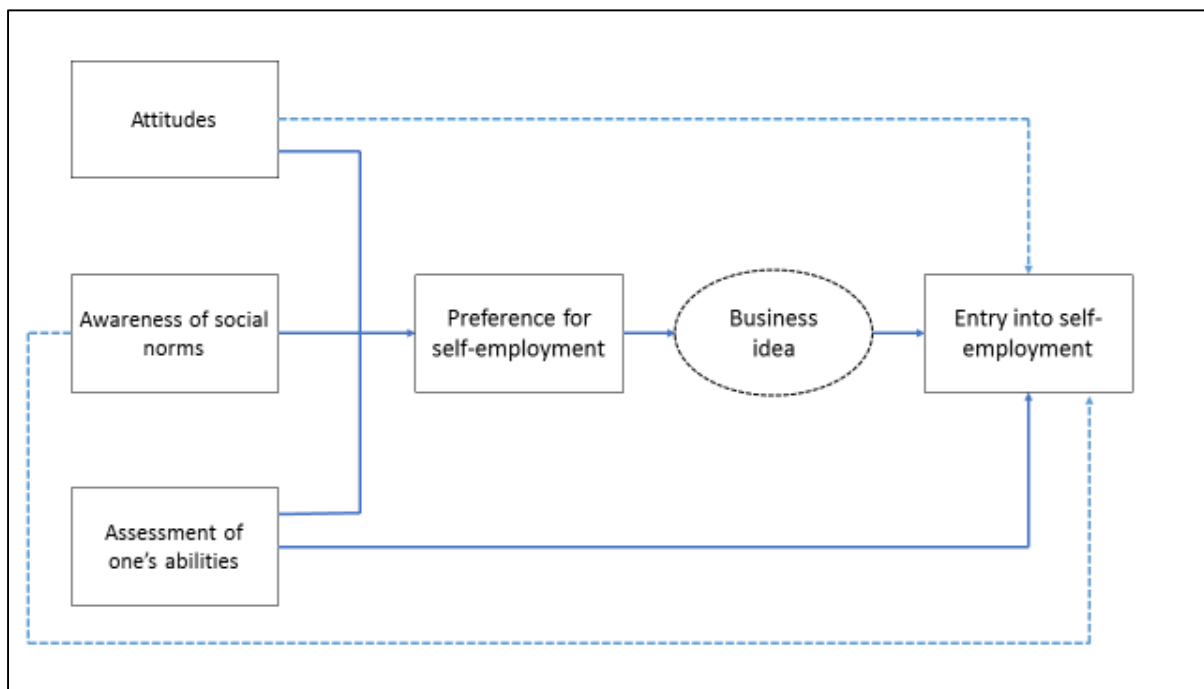 Attitudes
Awareness of social
norms
Preference for
self-employment
Business
idea
Entry into self-
employment
Assessment of
one's abilities